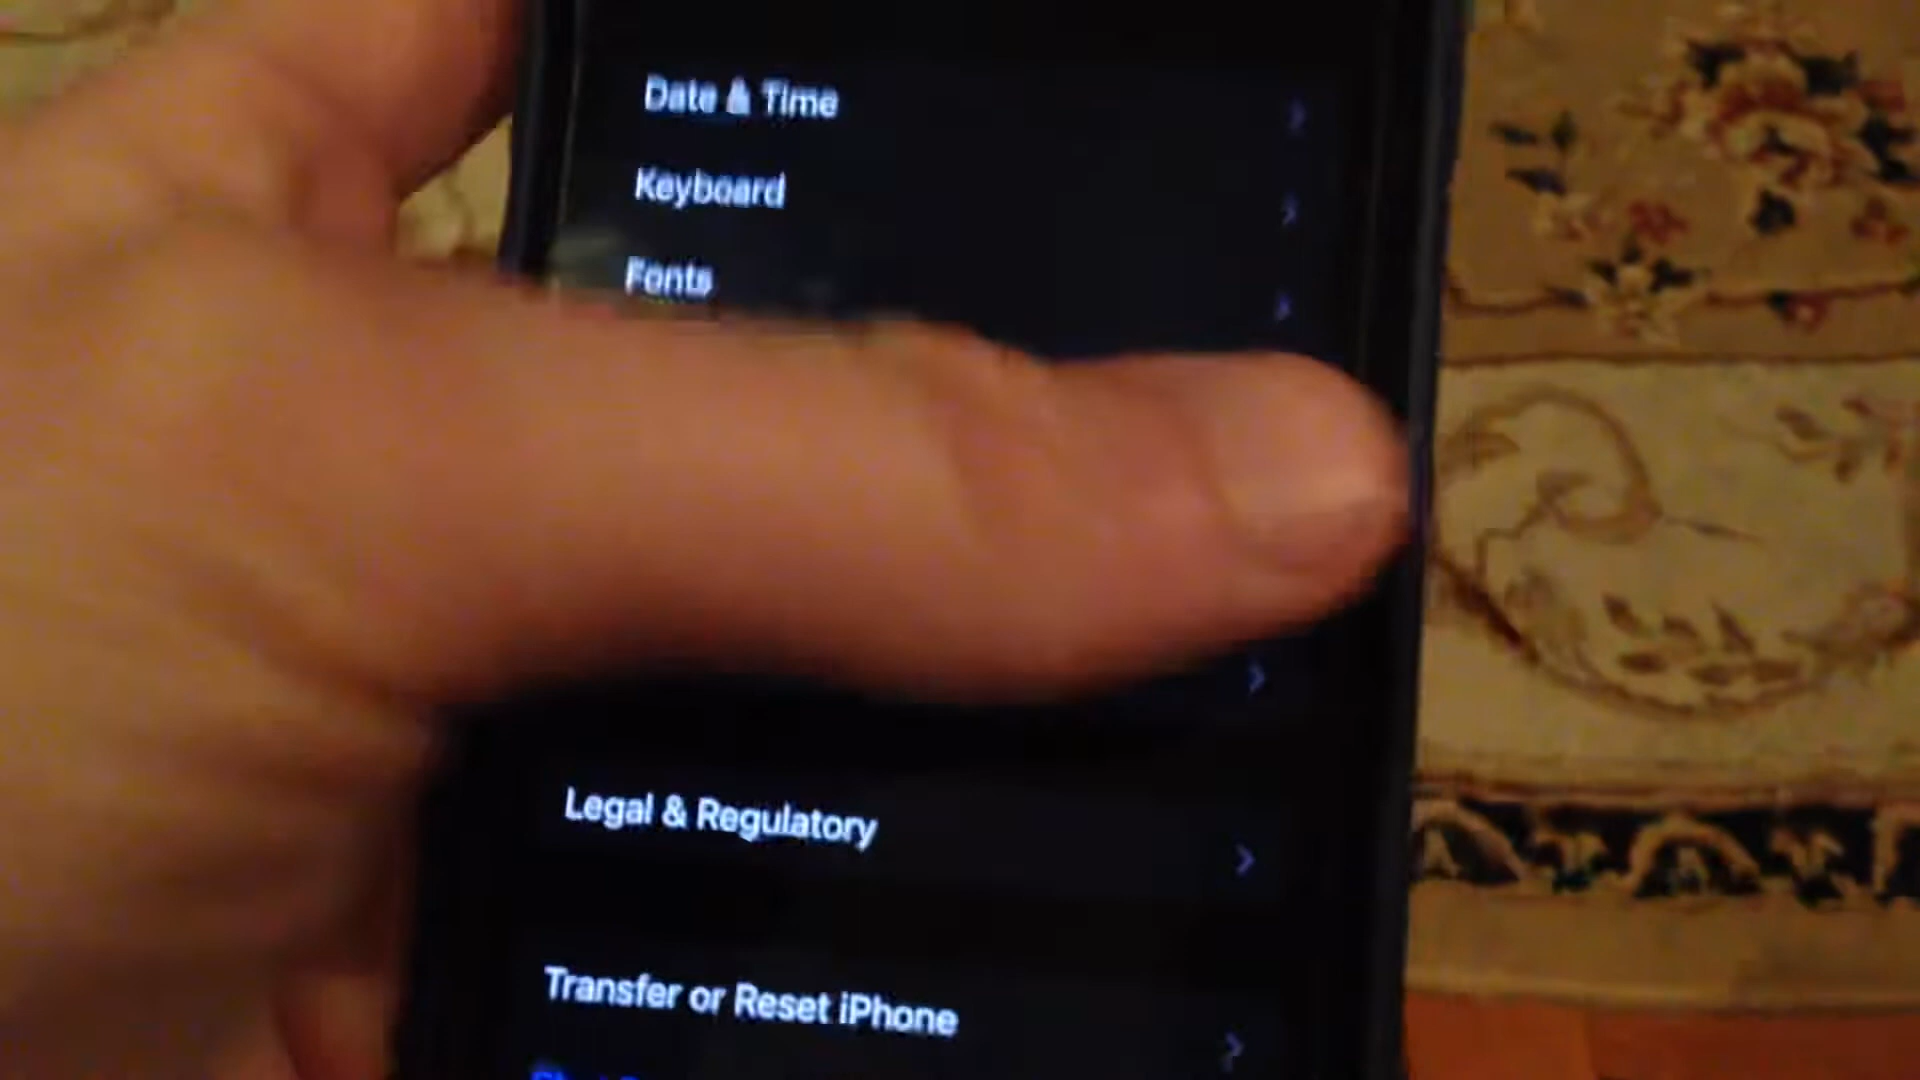 Date & Time
Keyboard
Fonts
Legal & Regulatory
Transfer or Reset iPhone